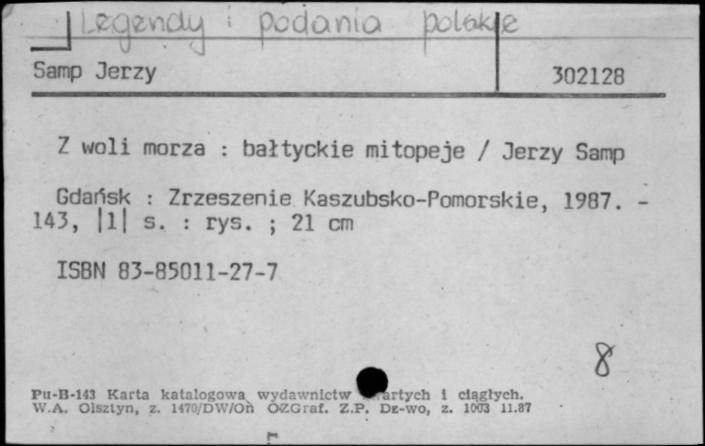 Legendy i podania polskie
Samp Jerzy 302128
Z woli morza : bałtyckie mitopeje / Jerzy Samp
Gdańsk : Zrzeszenie Kaszubsko-Pomorskie, 1987. -
143, |1| s. : rys. ; 21 cm
ISBN 83-85011-27-7
8
Pu-B-143 Karta katalogowa wydawnictw artych i ciągłych.
W.A. Olsztyn, z. 1470/DW/On OZGraf. Z.P. Dz-wo, z. 1003 11.87